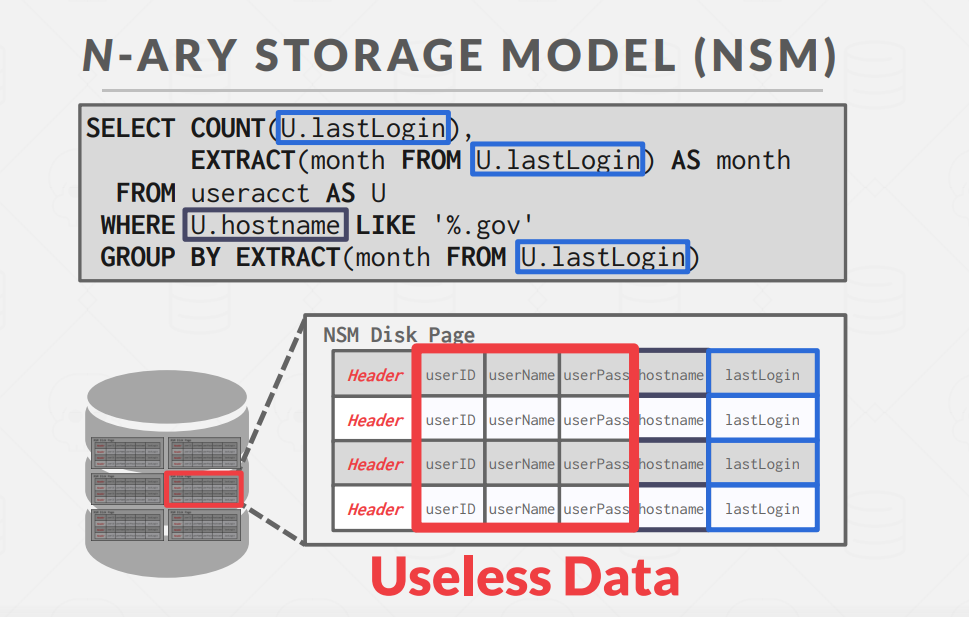 N-ARY STORAGE MODEL (NSM)
SELECT COUNT(U.lastLogin),
EXTRACT(month FROM U.lastLogin) AS month
FROM useracct AS U
WHERE U.hostname LIKE '%.gov'
GROUP BY EXTRACT(month FROM U.lastLogin)
NSM Disk Page
Header userID userName userPass hostname lastLogin
Header userID userName userPass hostname lastLogin
Header userID userName userPass hostname lastLogin
Header userID userName userPass hostname lastLogin
Useless Data